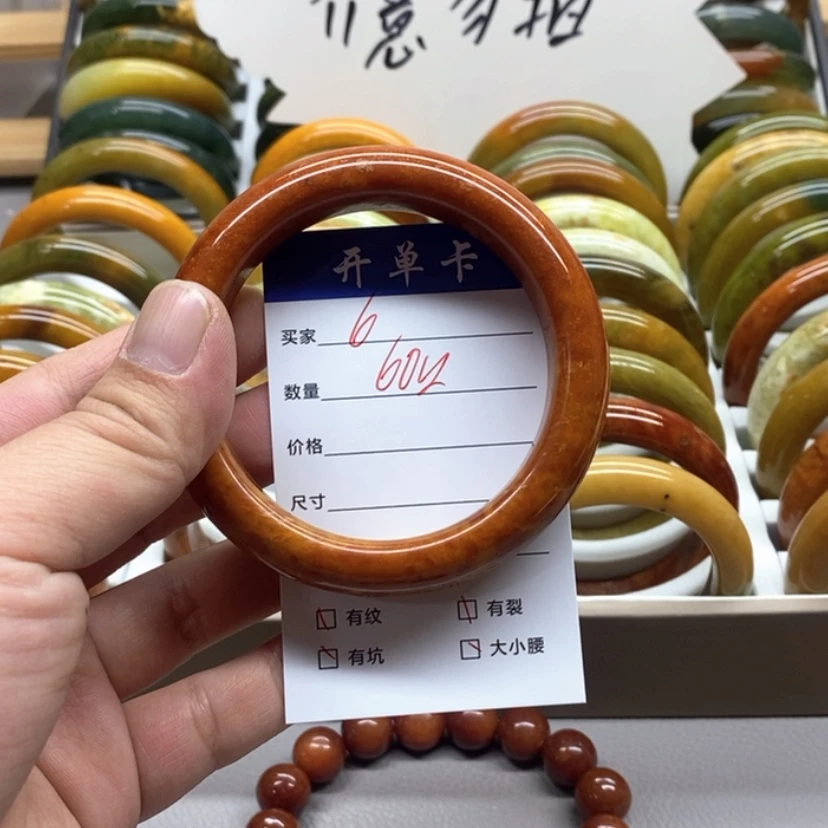 开单卡
买家 6
数量 60y
价格
尺寸
有纹 有裂
有坑 大小腰